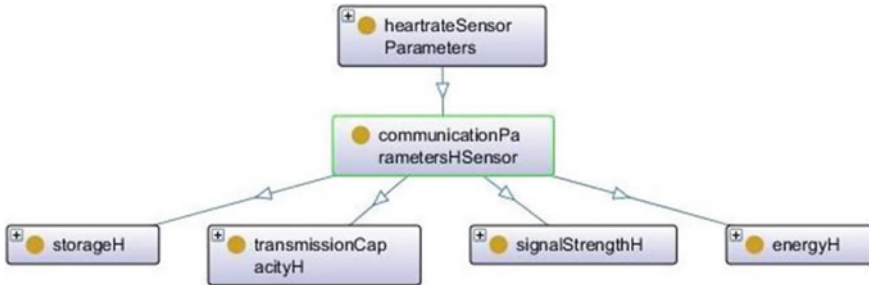 heartrateSensor
Parameters
communicationPa
rametersHSensor
storageH
transmissionCap
acityH
signalStrengthH
energyH